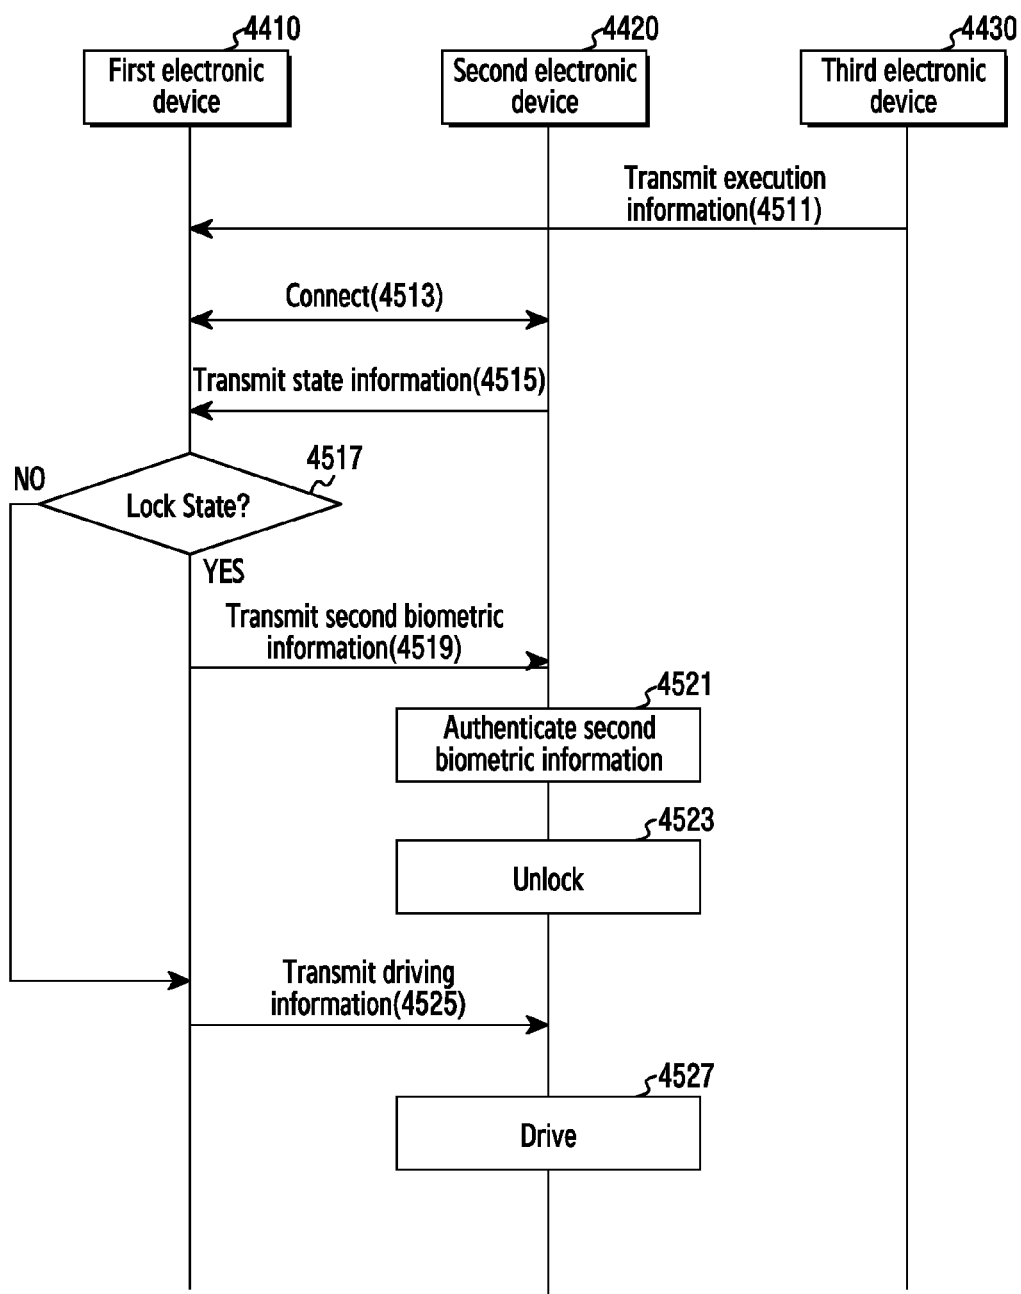 4410
4420
4430
First electronic
device
Second electronic
device
Third electronic
device
Transmit execution
information(4511)
Connect(4513)
Transmit state information(4515)
4517
NO
Lock State?
YES
Transmit second biometric
information(4519)
4521
Authenticate second
biometric information
4523
Unlock
Transmit driving
information(4525)
4527
Drive